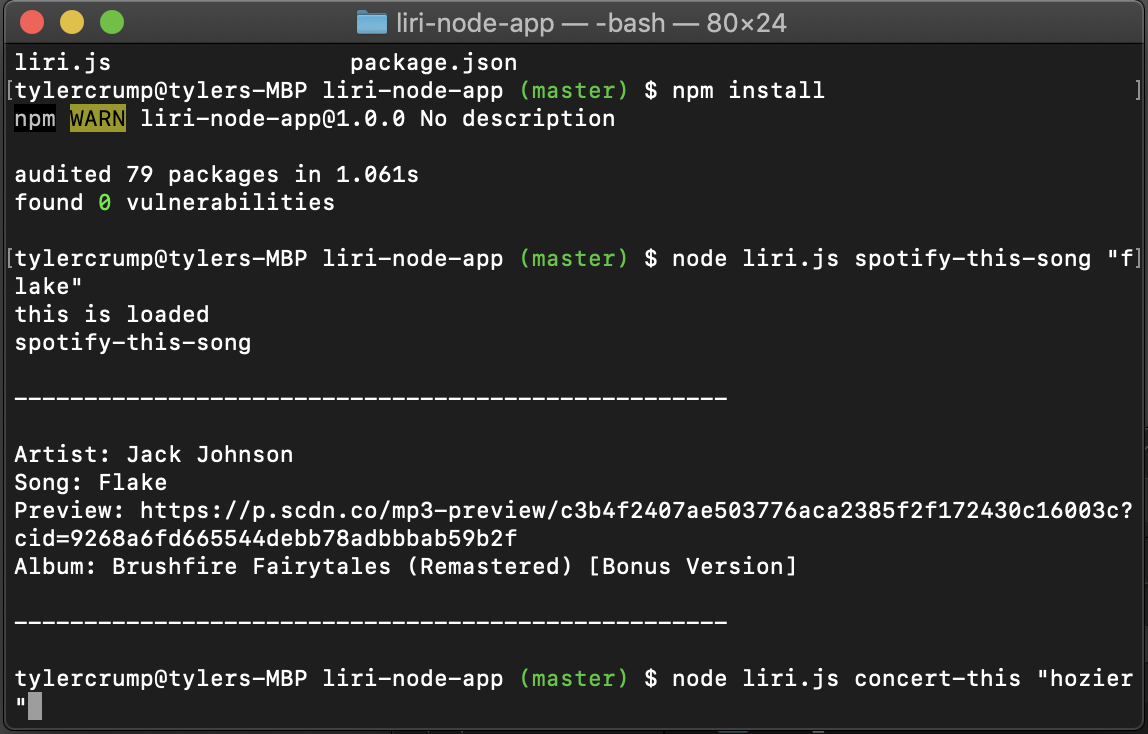 liri-node-app — -bash — 80×24
liri.js                 package.json
[tylercrump@tylers-MBP liri-node-app (master) $ npm install                      ]
npm WARN liri-node-app@1.0.0 No description
audited 79 packages in 1.061s
found 0 vulnerabilities
[tylercrump@tylers-MBP liri-node-app (master) $ node liri.js spotify-this-song "f]
lake"
this is loaded
spotify-this-song
---------------------------------------------------
Artist: Jack Johnson
Song: Flake
Preview: https://p.scdn.co/mp3-preview/c3b4f2407ae503776aca2385f2f172430c16003c?
cid=9268a6fd665544debb78adbbbab59b2f
Album: Brushfire Fairytales (Remastered) [Bonus Version]
---------------------------------------------------
tylercrump@tylers-MBP liri-node-app (master) $ node liri.js concert-this "hozier
"